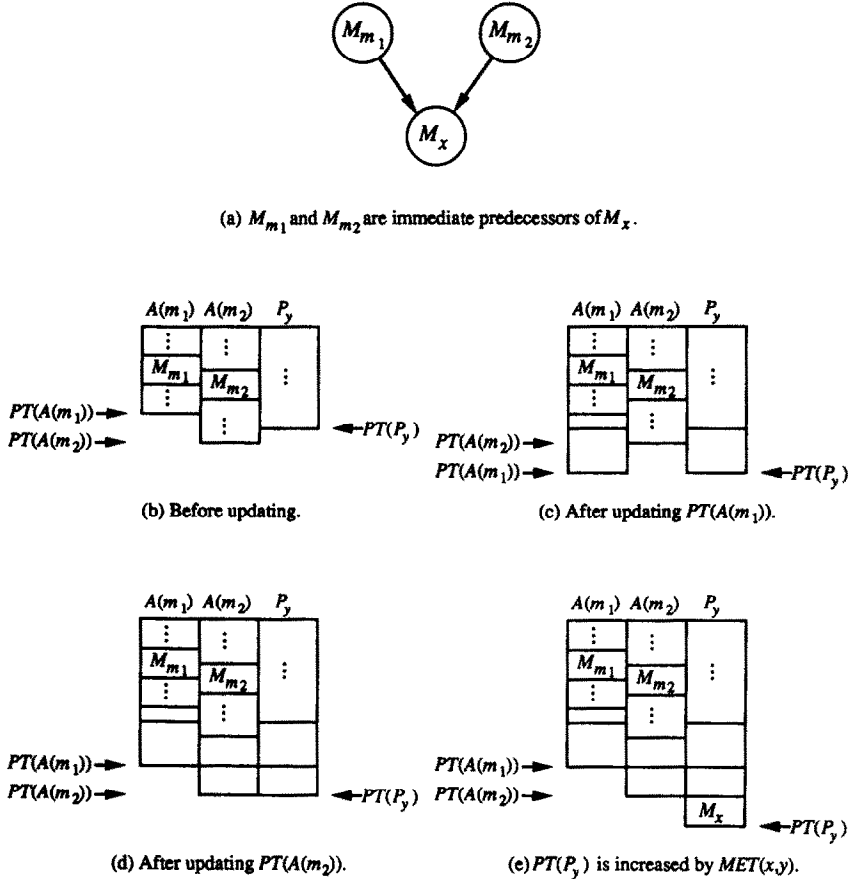 M_{m_1} M_{m_2}
M_x
(a) M_{m_1} and M_{m_2} are immediate predecessors of M_x.
A(m_1) A(m_2) P_y
⋮ ⋮ ⋮
M_{m_1} M_{m_2}
⋮ ⋮
PT(A(m_1))
PT(A(m_2))
PT(P_y)
(b) Before updating.
A(m_1) A(m_2) P_y
⋮ ⋮ ⋮
M_{m_1} M_{m_2}
⋮ ⋮
PT(A(m_2))
PT(A(m_1))
PT(P_y)
(c) After updating PT(A(m_1)).
A(m_1) A(m_2) P_y
⋮ ⋮ ⋮
M_{m_1} M_{m_2}
⋮ ⋮
PT(A(m_1))
PT(A(m_2))
PT(P_y)
(d) After updating PT(A(m_2)).
A(m_1) A(m_2) P_y
⋮ ⋮ ⋮
M_{m_1} M_{m_2}
⋮ ⋮
PT(A(m_1))
PT(A(m_2))
M_x
PT(P_y)
(e) PT(P_y) is increased by MET(x,y).